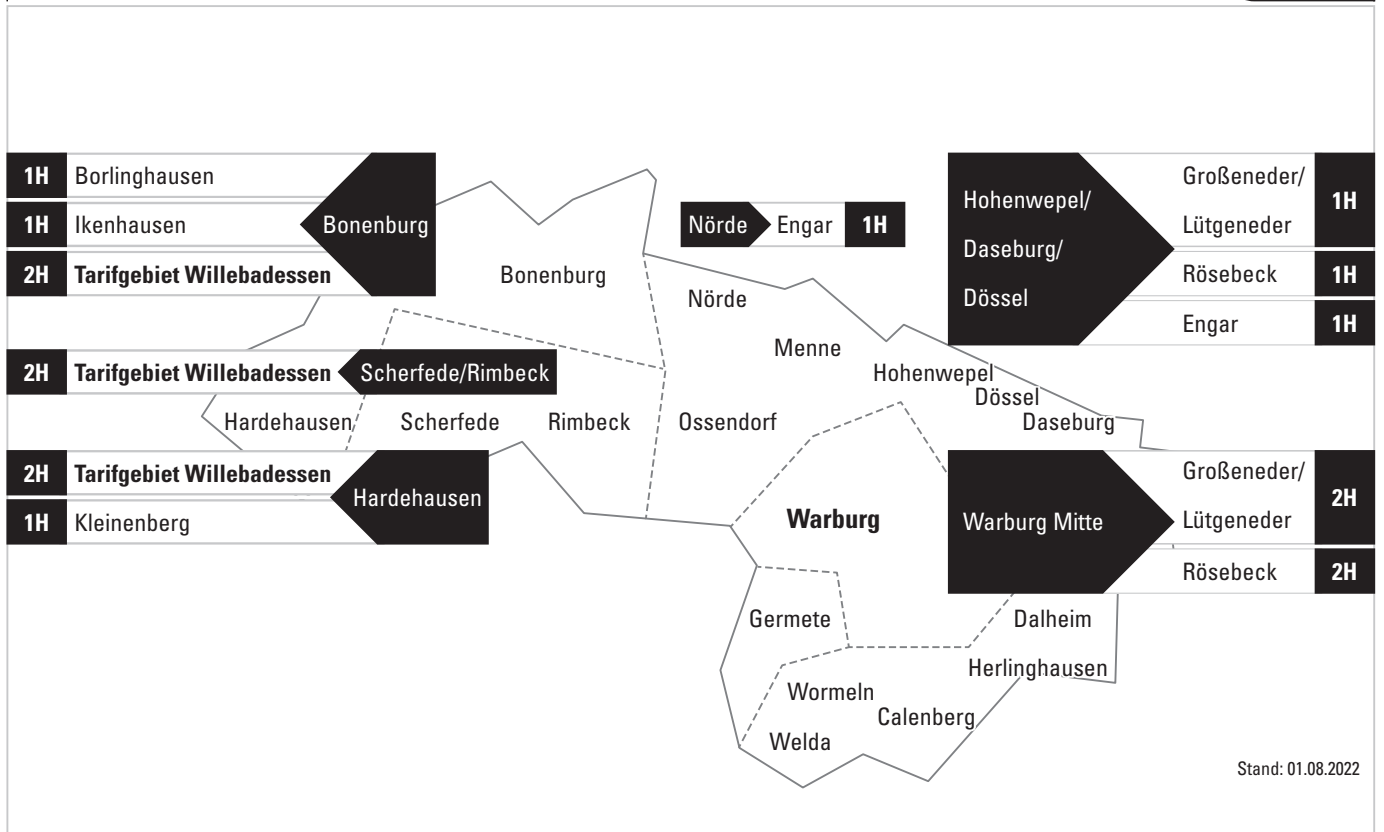 1H Borlinghausen
1H Ikenhausen
2H Tarifgebiet Willebadessen
Bonenburg
Bonenburg
Nörde Engar 1H
Hohenwepel/
Daseburg/
Dössel
Großeneder/
Lütgeneder
1H
Rösebeck 1H
Engar 1H
Nörde
Menne
Hohenwepel
Dössel
Daseburg
2H Tarifgebiet Willebadessen Scherfede/Rimbeck
Hardehausen
Scherfede
Rimbeck
Ossendorf
2H Tarifgebiet Willebadessen
1H Kleinenberg
Hardehausen
Warburg
Warburg Mitte
Großeneder/
Lütgeneder
2H
Rösebeck 2H
Germete
Dalheim
Herlinghausen
Wormeln
Calenberg
Welda
Stand: 01.08.2022